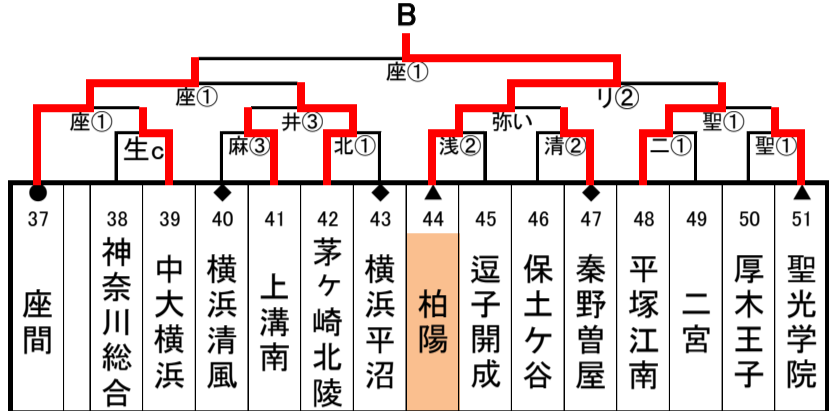 B
座①
座①
リ②
座①
井③
弥い
聖①
生c
麻③
北①
浅②
清②
二①
聖①
37
38
39
40
41
42
43
44
45
46
47
48
49
50
51
座間
神奈川総合
中大横浜
横浜清風
上溝南
茅ヶ崎北陵
横浜平沼
柏陽
逗子開成
保土ケ谷
秦野曽屋
平塚江南
二宮
厚木王子
聖光学院